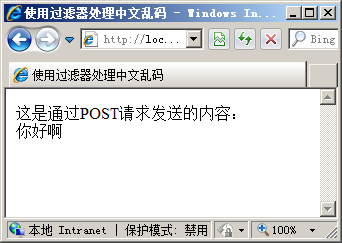 使用过滤器处理中文乱码 - Windows In...
http://loc...
Bing
使用过滤器处理中文乱码
这是通过POST请求发送的内容:
你好啊
本地 Intranet | 保护模式: 禁用
100%